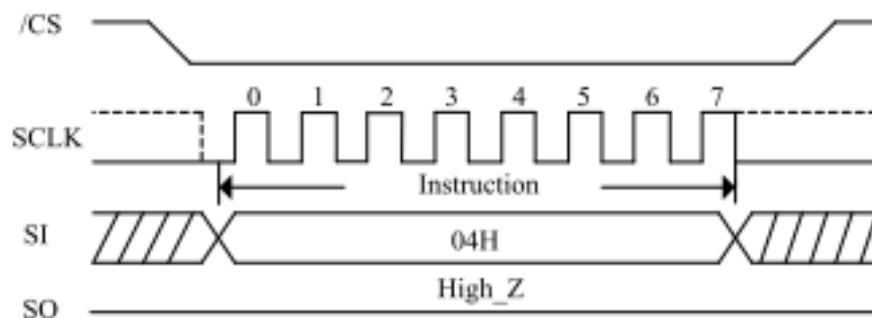 /CS
0 1 2 3 4 5 6 7
SCLK
Instruction
SI
04H
High_Z
SO